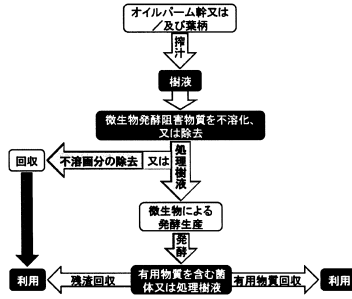 オイルパーム幹又は
／及び葉柄
搾汁
樹液
微生物発酵阻害物質を不溶化、
又は除去
回収
不溶画分の除去
又は
処理樹液
微生物による
発酵生産
発酵
利用
残渣回収
有用物質を含む菌
体又は処理樹液
有用物質回収
利用